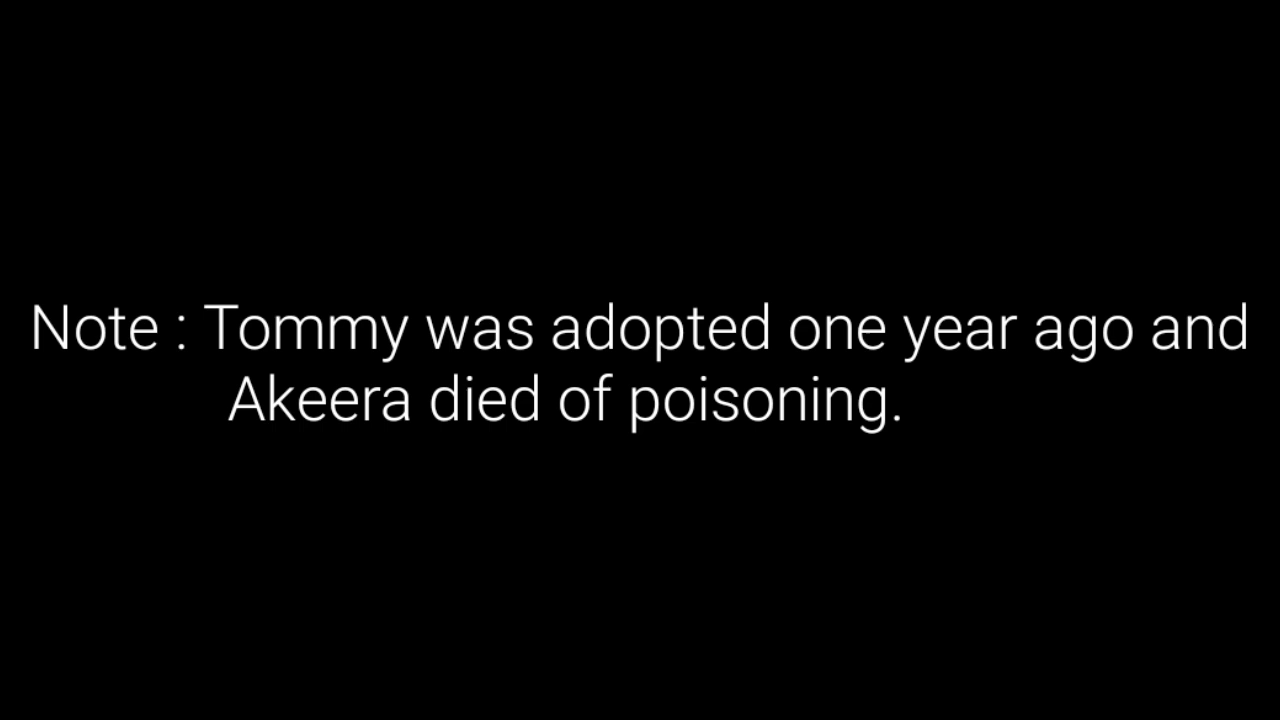 Note : Tommy was adopted one year ago and
Akeera died of poisoning.